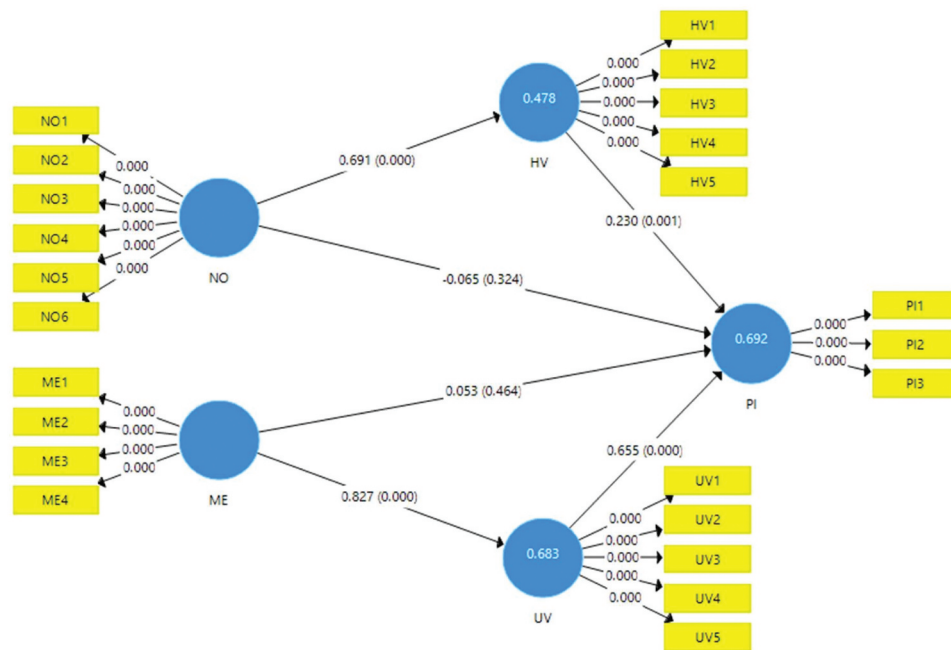 HV1
HV2
HV3
HV4
HV5
0.000
0.000
0.000
0.000
0.000
0.478
HV
NO1
NO2
NO3
NO4
NO5
NO6
0.000
0.000
0.000
0.000
0.000
0.000
NO
0.691 (0.000)
0.230 (0.001)
-0.065 (0.324)
0.692
PI
0.000
0.000
0.000
PI1
PI2
PI3
ME1
ME2
ME3
ME4
0.000
0.000
0.000
0.000
ME
0.053 (0.464)
0.655 (0.000)
0.827 (0.000)
0.683
UV
0.000
0.000
0.000
0.000
0.000
UV1
UV2
UV3
UV4
UV5